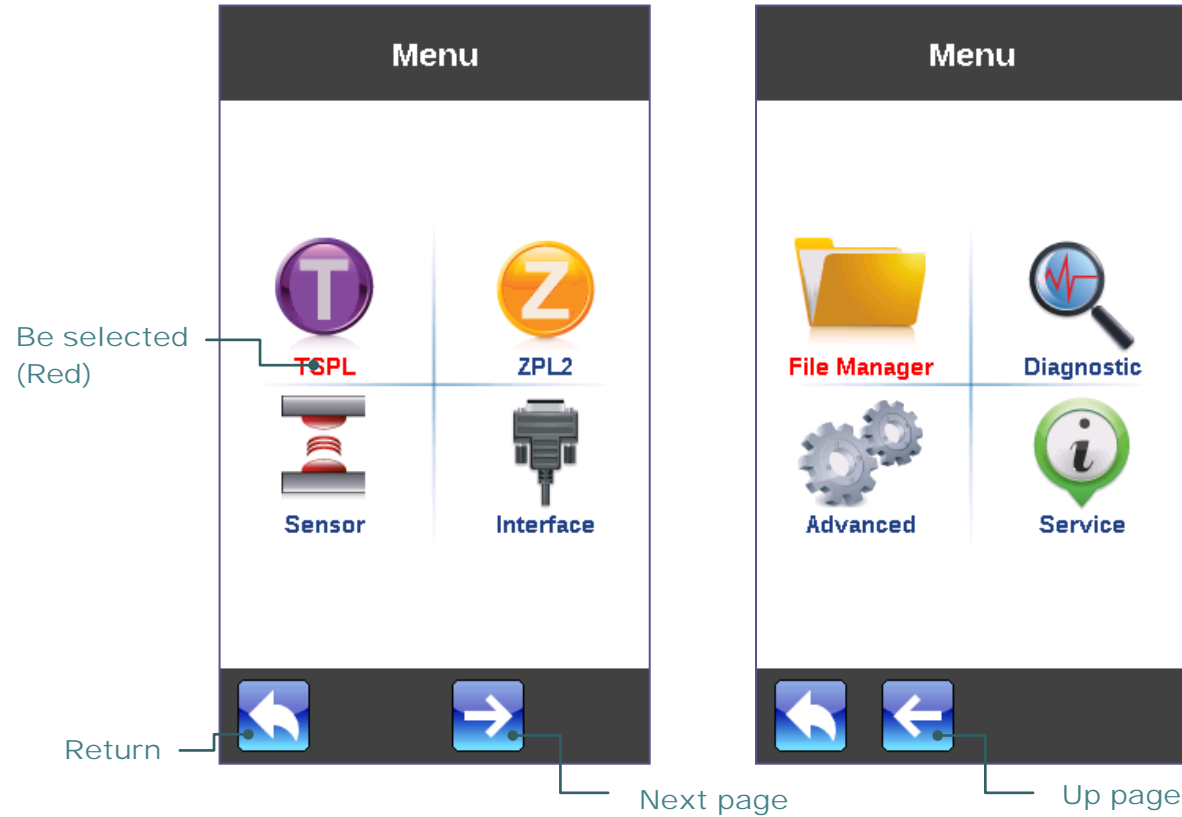 Menu
T
Z
Be selected
(Red)
TSPL
ZPL2
Sensor
Interface
Return
Next page
Menu
File Manager
Diagnostic
i
Advanced
Service
Up page